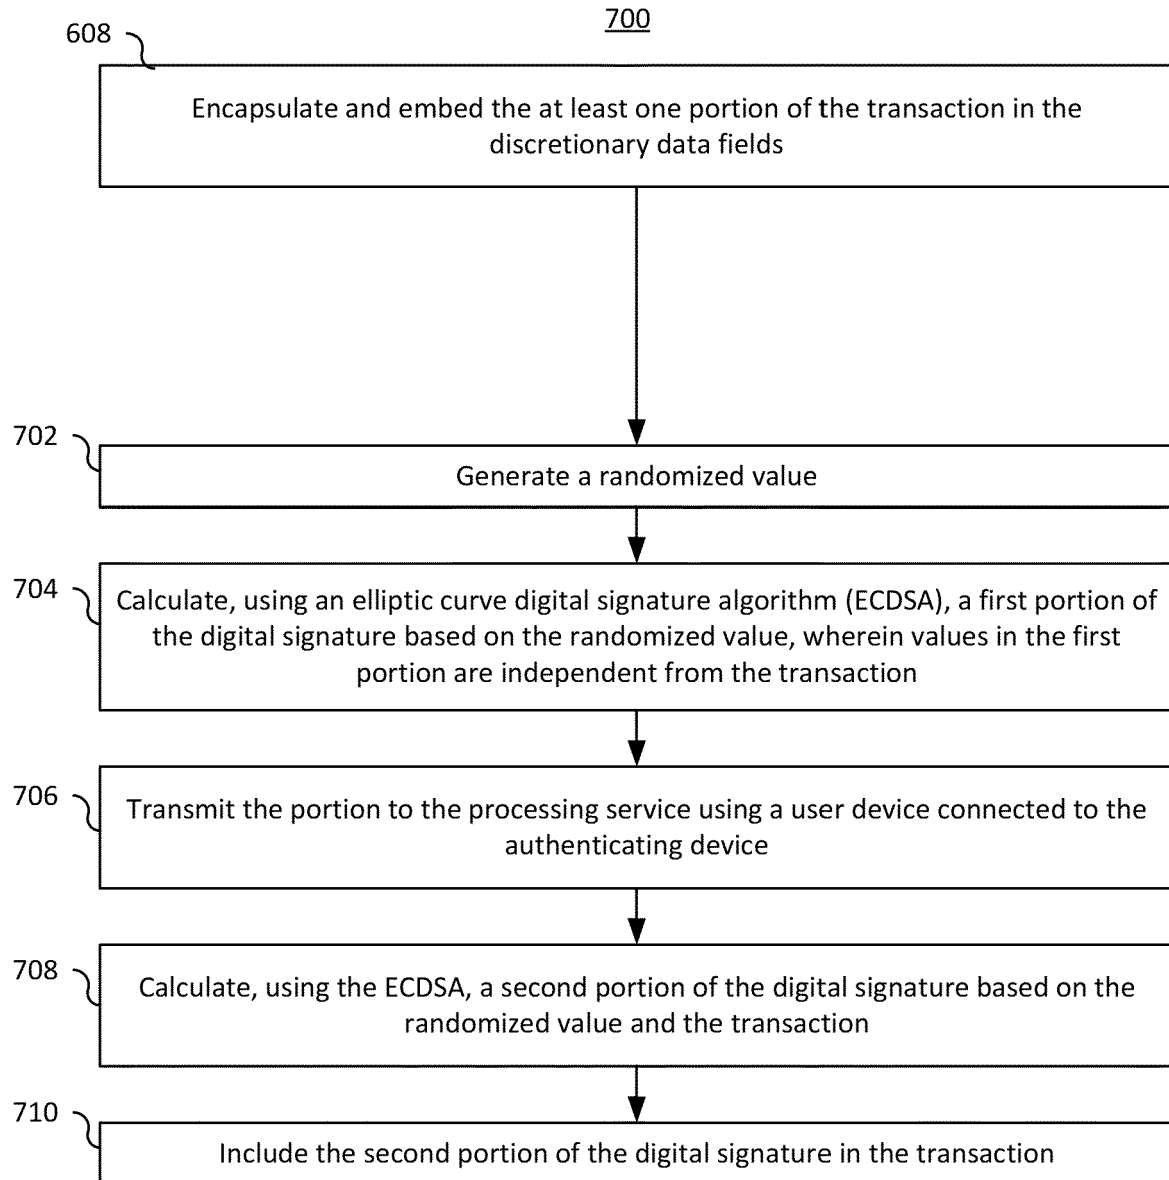 700
608
Encapsulate and embed the at least one portion of the transaction in the
discretionary data fields
702
Generate a randomized value
704
Calculate, using an elliptic curve digital signature algorithm (ECDSA), a first portion of
the digital signature based on the randomized value, wherein values in the first
portion are independent from the transaction
706
Transmit the portion to the processing service using a user device connected to the
authenticating device
708
Calculate, using the ECDSA, a second portion of the digital signature based on the
randomized value and the transaction
710
Include the second portion of the digital signature in the transaction